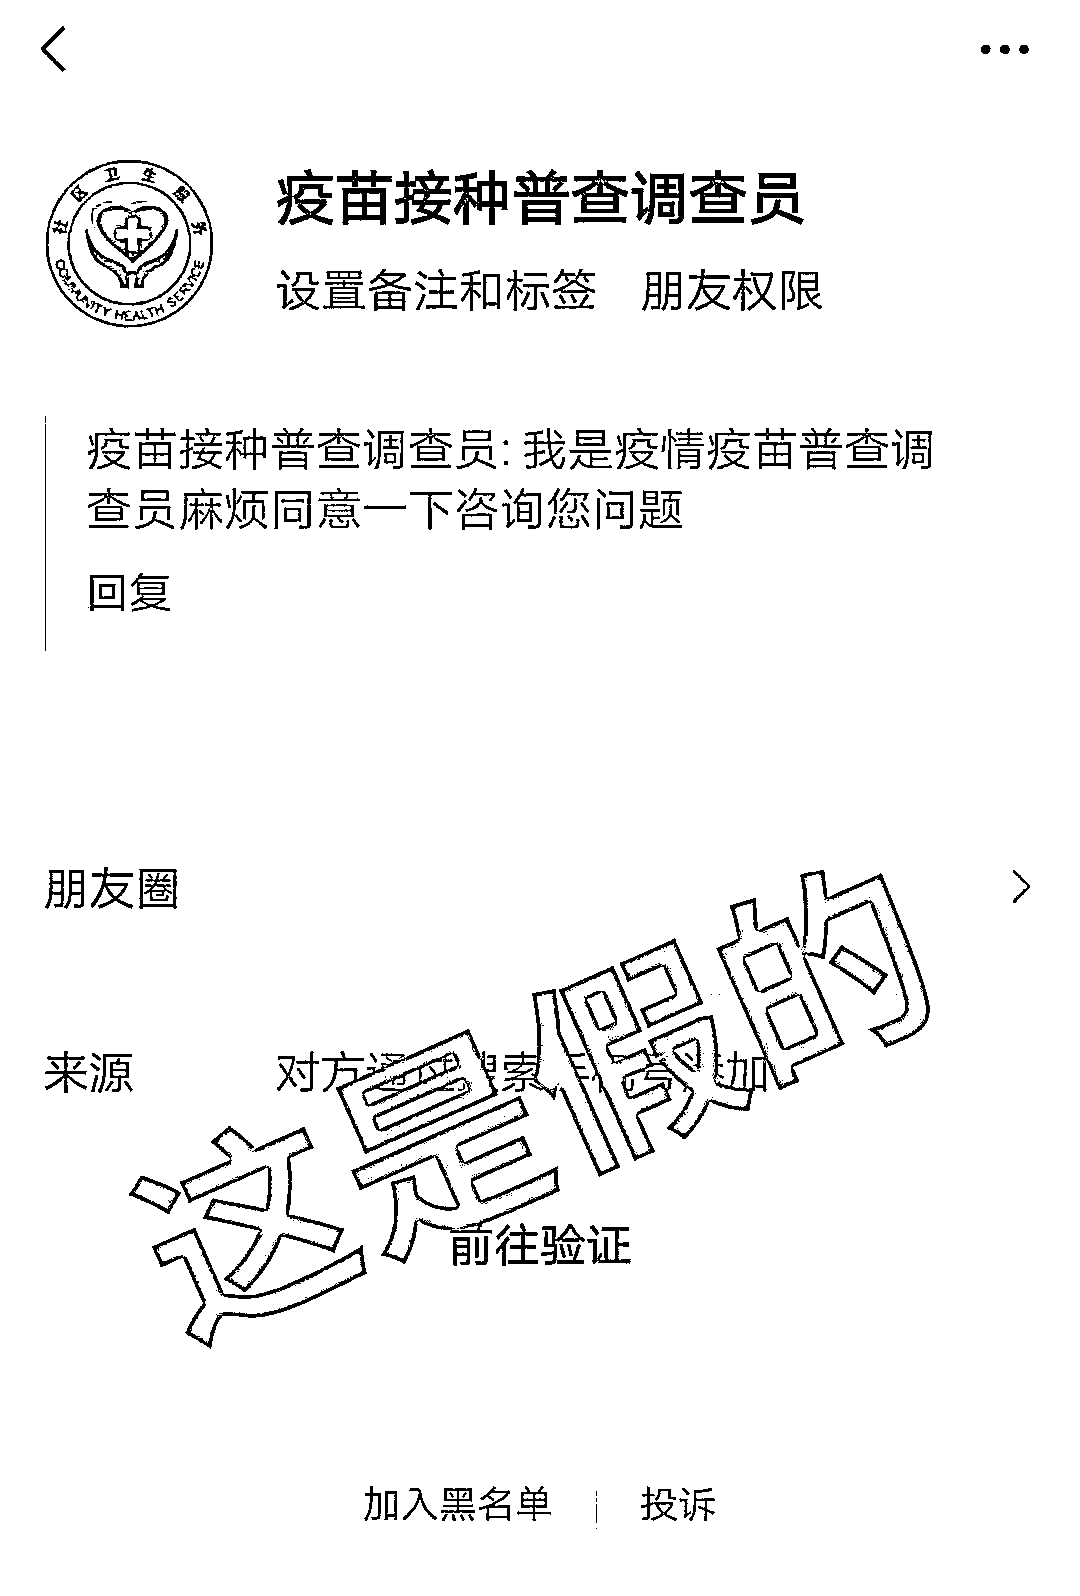 社区卫生服务
COMMUNITY HEALTH SERVICE
疫苗接种普查调查员
设置备注和标签 朋友权限
疫苗接种普查调查员: 我是疫情疫苗普查调
查员麻烦同意一下咨询您问题
回复
朋友圈
来源 对方通过搜索手机号添加
这是假的
前往验证
加入黑名单 投诉